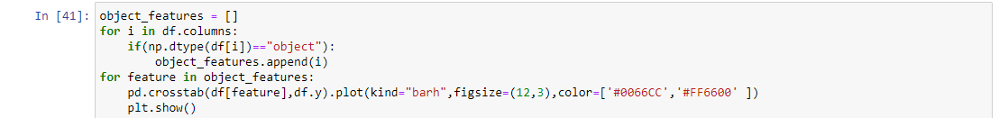 In [41]: object_features = []
for i in df.columns:
    if(np.dtype(df[i])=="object"):
        object_features.append(i)
for feature in object_features:
    pd.crosstab(df[feature],df.y).plot(kind="barh",figsize=(12,3),color=['#0066CC','#FF6600' ])
    plt.show()